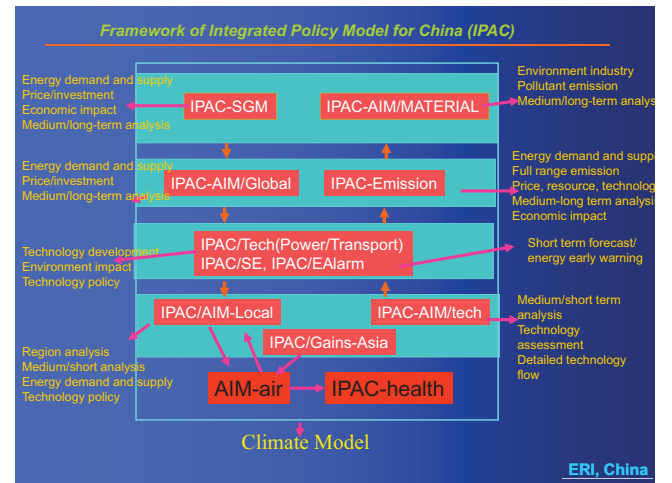 Framework of Integrated Policy Model for China (IPAC)
Energy demand and supply
Price/investment
Economic impact
Medium/long-term analysis
IPAC-SGM
IPAC-AIM/MATERIAL
Environment industry
Pollutant emission
Medium/long-term analys
Energy demand and supply
Price/investment
Medium/long-term analysis
IPAC-AIM/Global
IPAC-Emission
Energy demand and suppl
Full range emission
Price, resource, technolog
Medium-long term analysis
Economic impact
Technology development
Environment impact
Technology policy
IPAC/Tech(Power/Transport)
IPAC/SE, IPAC/EAlarm
Short term forecast/
energy early warning
IPAC/AIM-Local
IPAC-AIM/tech
IPAC/Gains-Asia
Medium/short term
analysis
Technology
assessment
Detailed technology
flow
Region analysis
Medium/short analysis
Energy demand and supply
Technology policy
AIM-air
IPAC-health
Climate Model
ERI, China